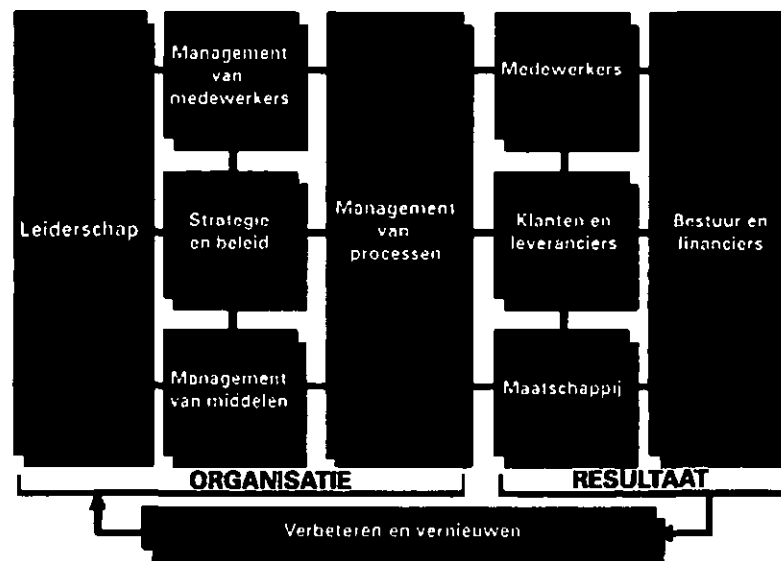 Leiderschap
Management
van
medewerkers
Strategie
en beleid
Management
van middelen
Management
van
processen
Medewerkers
Klanten en
leveranciers
Maatschappij
Bestuur en
financiers
ORGANISATIE
RESULTAAT
Verbeteren en vernieuwen